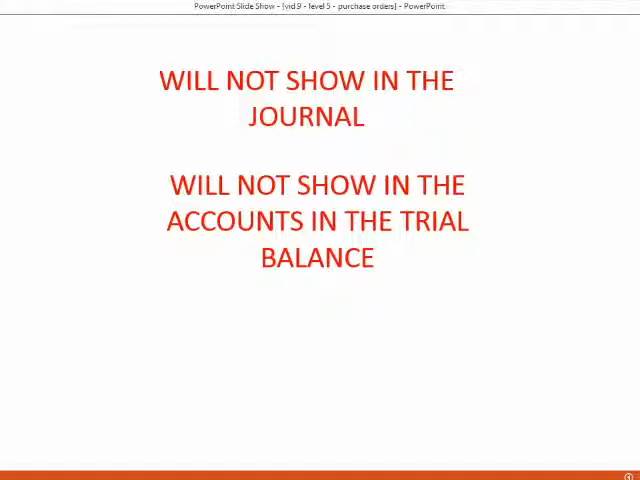 PowerPoint Slide Show - [vid.9 - level 5 - purchase orders] - PowerPoint
WILL NOT SHOW IN THE
JOURNAL
WILL NOT SHOW IN THE
ACCOUNTS IN THE TRIAL
BALANCE